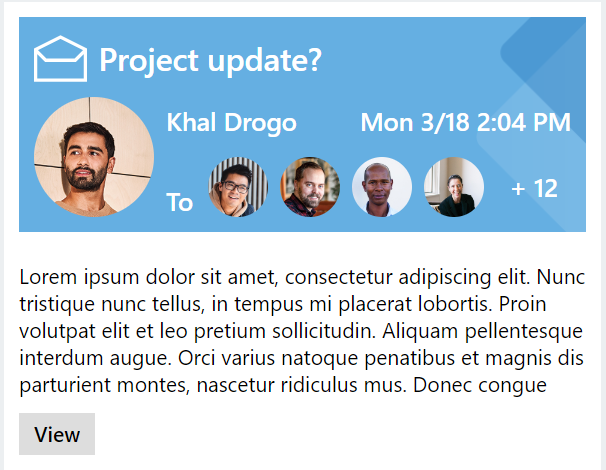 Project update?
Khal Drogo Mon 3/18 2:04 PM
To + 12
Lorem ipsum dolor sit amet, consectetur adipiscing elit. Nunc
tristique nunc tellus, in tempus mi placerat lobortis. Proin
volutpat elit et leo pretium sollicitudin. Aliquam pellentesque
interdum augue. Orci varius natoque penatibus et magnis dis
parturient montes, nascetur ridiculus mus. Donec congue
View